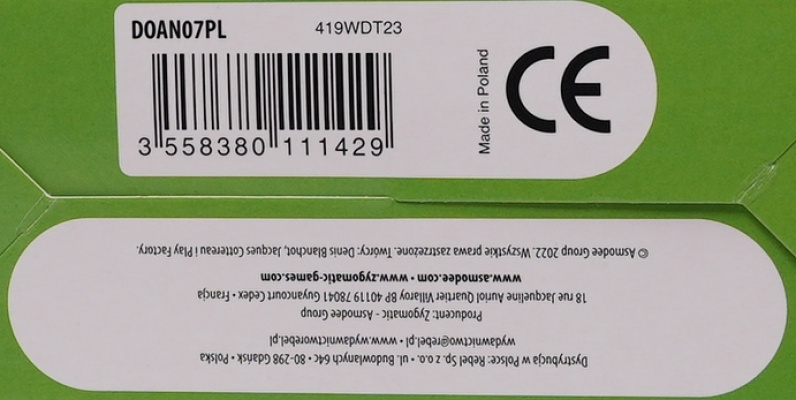 DOAN07PL
419WDT23
3 558380 111429
Made in Poland
CE
Dystrybucja w Polsce: Rebel Sp. z o.o. • ul. Budowlanych 64c • 80-298 Gdańsk • Polska
wydawnictwo@rebel.pl • www.wydawnictworebel.pl
Producent: Zygomatic - Asmodee Group
18 rue Jacqueline Auriol Quartier Villaroy BP 40119 78041 Guyancourt Cedex • Francja
www.asmodee.com • www.zygomatic-games.com
© Asmodee Group 2022. Wszystkie prawa zastrzeżone. Twórcy: Denis Blanchot, Jacques Cottereau i Play Factory.